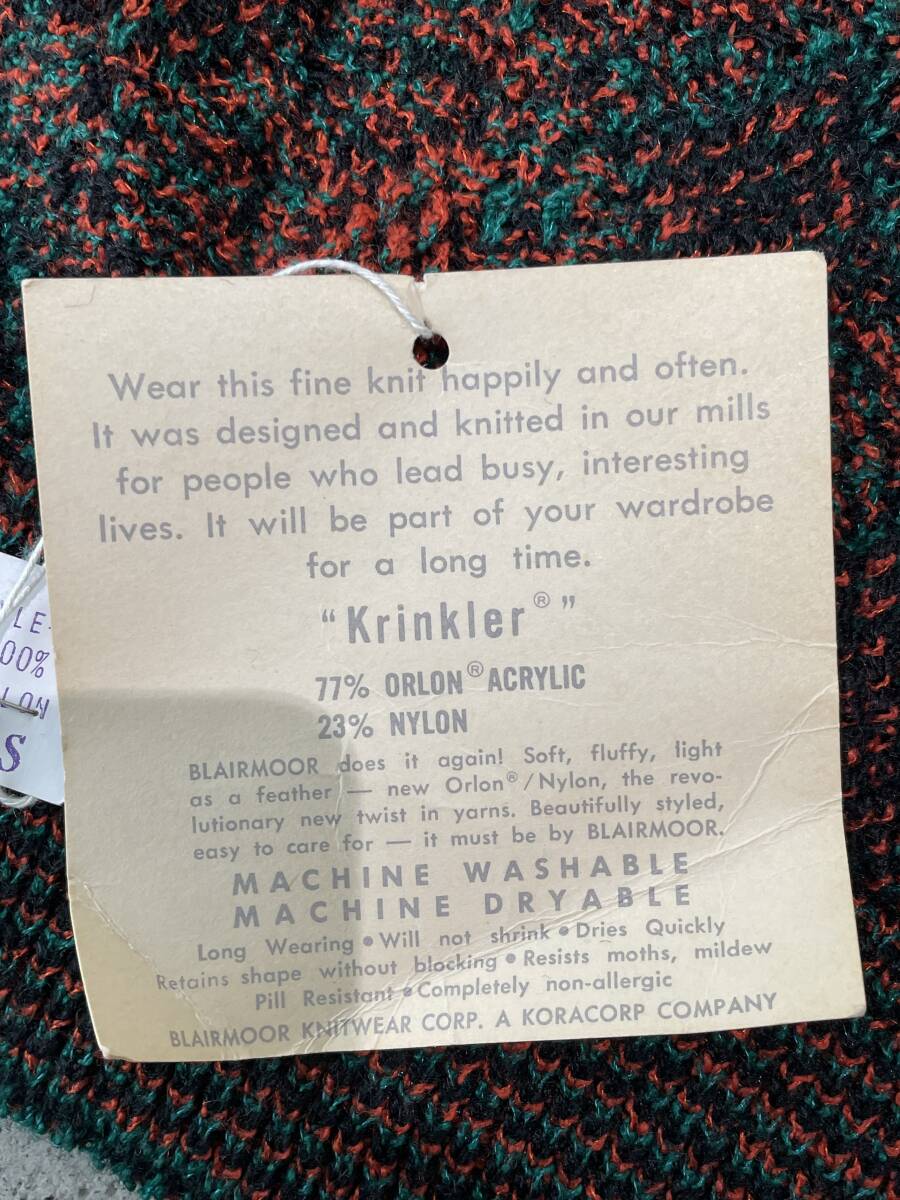 Wear this fine knit happily and often.
It was designed and knitted in our mills
for people who lead busy, interesting
lives. It will be part of your wardrobe
for a long time.
“Krinkler®”
77% ORLON® ACRYLIC
23% NYLON
BLAIRMOOR does it again! Soft, fluffy, light
as a feather — new Orlon®/Nylon, the revo-
lutionary new twist in yarns. Beautifully styled,
easy to care for — it must be by BLAIRMOOR.
MACHINE WASHABLE
MACHINE DRYABLE
Long Wearing • Will not shrink • Dries Quickly
Retains shape without blocking • Resists moths, mildew
Pill Resistant • Completely non-allergic
BLAIRMOOR KNITWEAR CORP. A KORACORP COMPANY
LE-
00%
LON
S